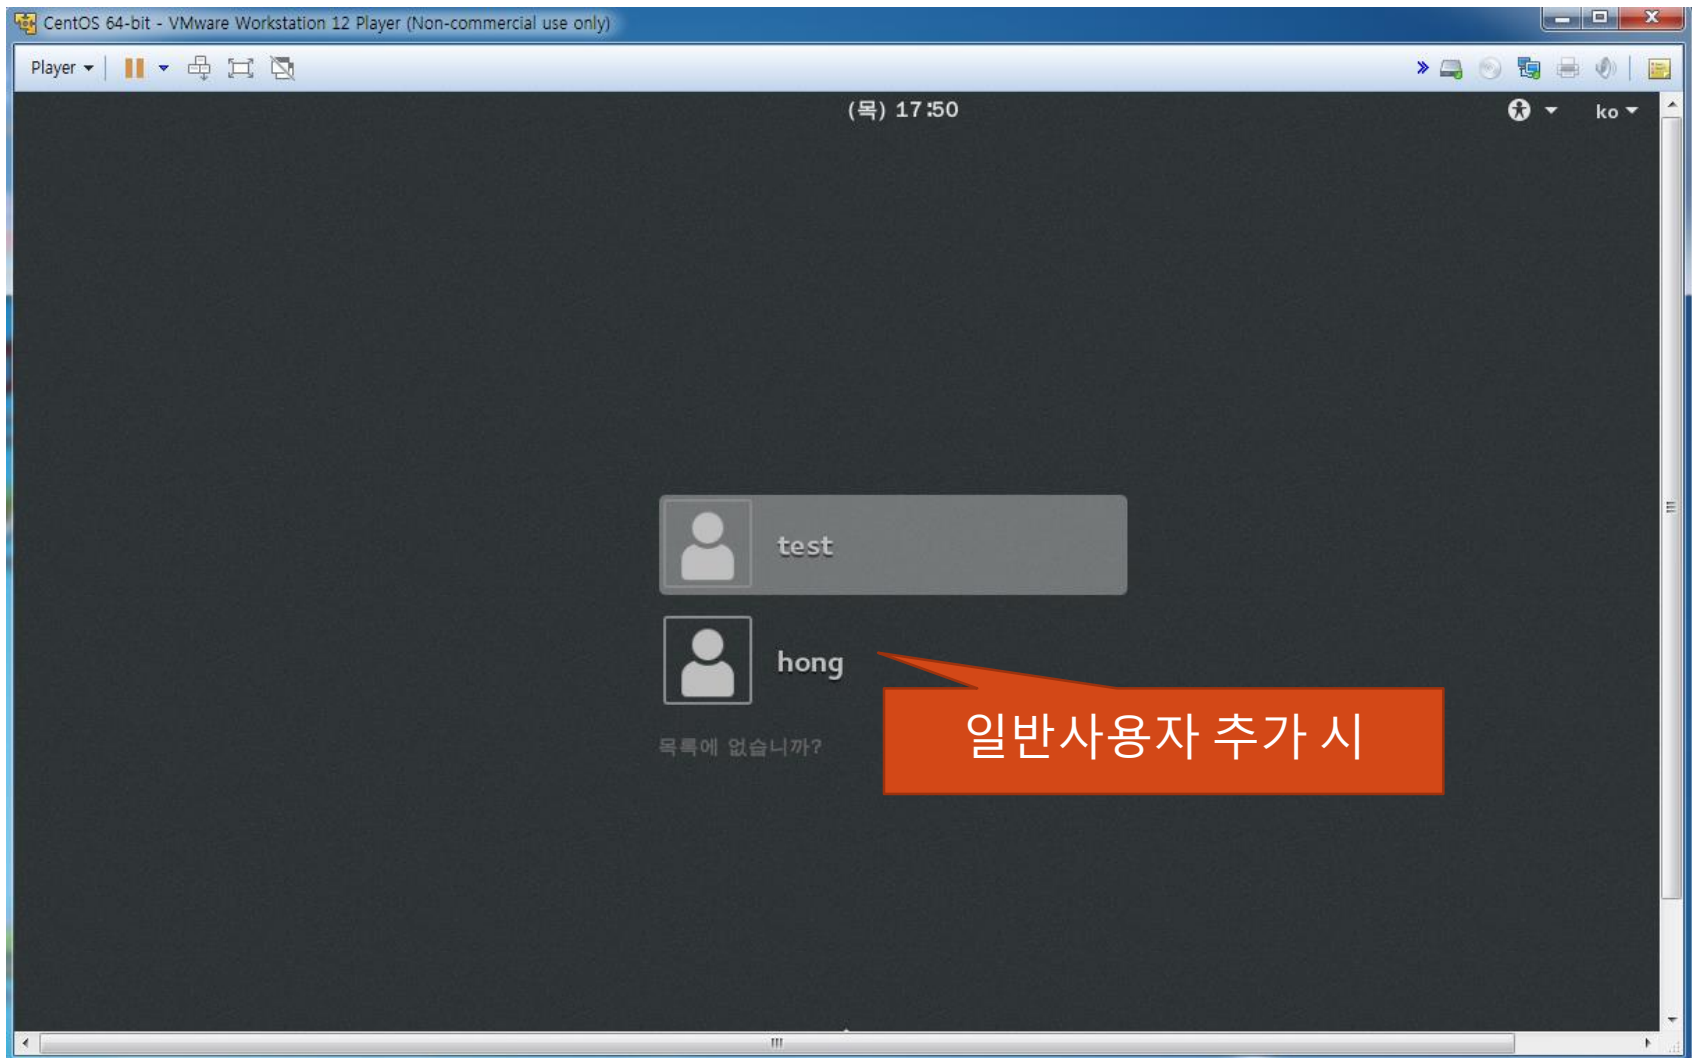 CentOS 64-bit - VMware Workstation 12 Player (Non-commercial use only)
Player
(목) 17:50
ko
test
hong
일반사용자 추가 시
목록에 없습니까?